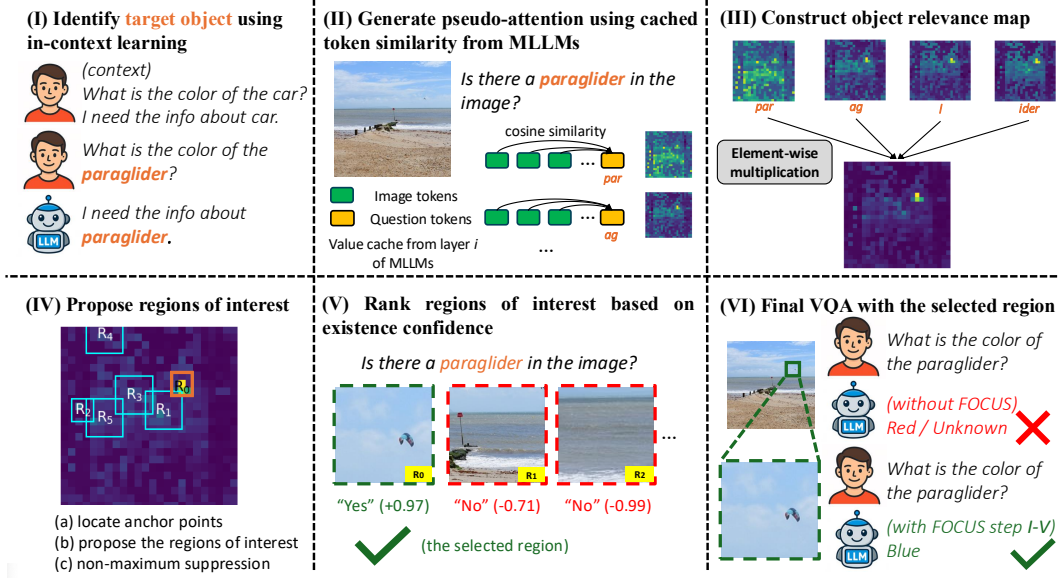 (I) Identify target object using
in-context learning
(context)
What is the color of the car?
I need the info about car.
What is the color of the
paraglider?
LLM
I need the info about
paraglider.
(II) Generate pseudo-attention using cached
token similarity from MLLMs
Is there a paraglider in the
image?
cosine similarity
...
par
Image tokens
Question tokens
...
ag
Value cache from layer i
of MLLMs
...
(III) Construct object relevance map
par
ag
l
ider
Element-wise
multiplication
(IV) Propose regions of interest
R4
R0
R3
R2
R1
R5
(a) locate anchor points
(b) propose the regions of interest
(c) non-maximum suppression
(V) Rank regions of interest based on
existence confidence
Is there a paraglider in the image?
R0
R1
R2
...
“Yes” (+0.97)
“No” (-0.71)
“No” (-0.99)
(the selected region)
(VI) Final VQA with the selected region
What is the color of
the paraglider?
LLM
(without FOCUS)
Red / Unknown
What is the color of
the paraglider?
LLM
(with FOCUS step I-V)
Blue